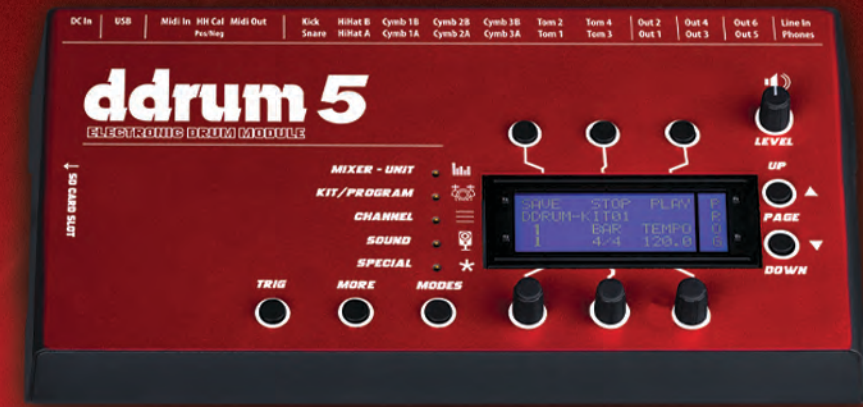 DC In USB Midi In HH Cal Midi Out Kick HiHat B Cymb 1B Cymb 2B Cymb 3B Tom 2 Tom 4 Out 2 Out 4 Out 6 Line In
Pos/Neg Snare HiHat A Cymb 1A Cymb 2A Cymb 3A Tom 1 Tom 3 Out 1 Out 3 Out 5 Phones
ddrum 5
ELECTRONIC DRUM MODULE
LEVEL
SD CARD SLOT
MIXER - UNIT
KIT/PROGRAM
CHANNEL
SOUND
SPECIAL
SAVE STOP PLAY
DDRUM-KIT01
1 BAR TEMPO
1 4/4 120.0
PROG
UP
PAGE
DOWN
TRIG MORE MODES